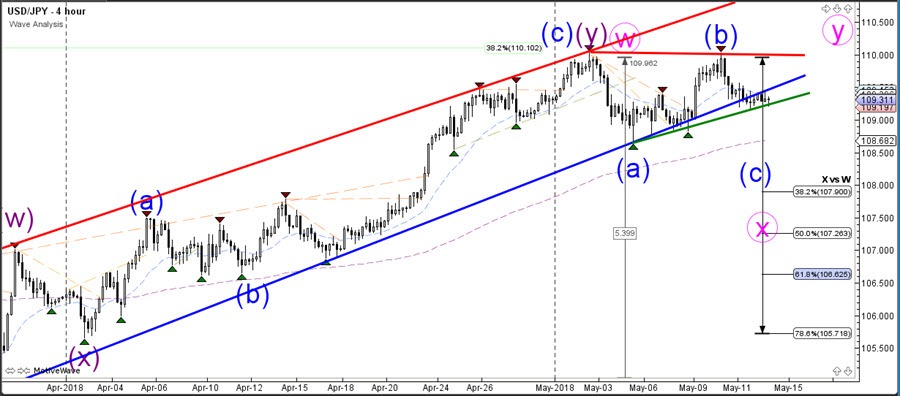 USD/JPY - 4 hour
Wave Analysis
38.2%(110.102)
(c)
(y)
w
(b)
y
109.962
w)
(a)
(b)
(x)
(a)
(c)
x
5.399
X vs W
38.2%(107.900)
50.0%(107.263)
61.8%(106.625)
78.6%(105.718)
110.500
110.000
109.311
109.197
109.000
108.682
108.500
108.000
107.500
107.000
106.500
106.000
105.500
MotiveWave
Apr-2018 Apr-04 Apr-06 Apr-10 Apr-12 Apr-15 Apr-18 Apr-20 Apr-24 Apr-26 May-2018 May-03 May-06 May-09 May-11 May-15